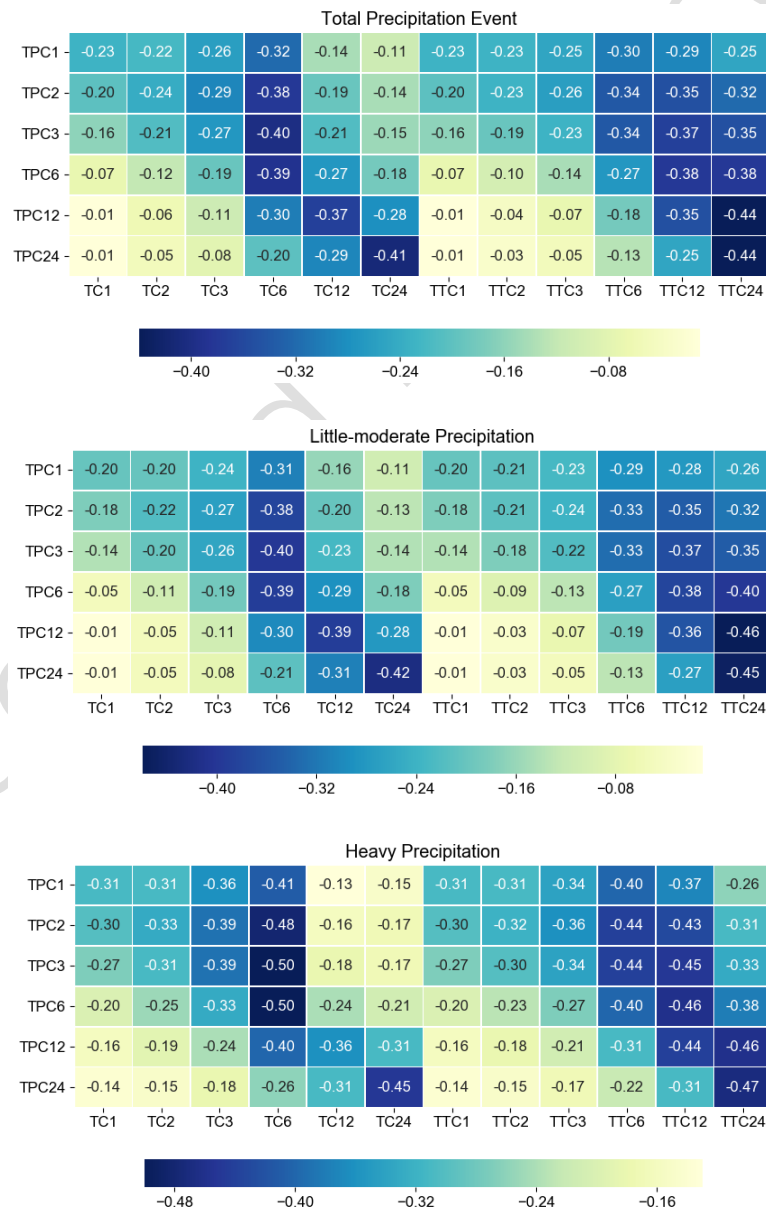 Total Precipitation Event
TPC1 -0.23 -0.22 -0.26 -0.32 -0.14 -0.11 -0.23 -0.23 -0.25 -0.30 -0.29 -0.25
TPC2 -0.20 -0.24 -0.29 -0.38 -0.19 -0.14 -0.20 -0.23 -0.26 -0.34 -0.35 -0.32
TPC3 -0.16 -0.21 -0.27 -0.40 -0.21 -0.15 -0.16 -0.19 -0.23 -0.34 -0.37 -0.35
TPC6 -0.07 -0.12 -0.19 -0.39 -0.27 -0.18 -0.07 -0.10 -0.14 -0.27 -0.38 -0.38
TPC12 -0.01 -0.06 -0.11 -0.30 -0.37 -0.28 -0.01 -0.04 -0.07 -0.18 -0.35 -0.44
TPC24 -0.01 -0.05 -0.08 -0.20 -0.29 -0.41 -0.01 -0.03 -0.05 -0.13 -0.25 -0.44
TC1 TC2 TC3 TC6 TC12 TC24 TTC1 TTC2 TTC3 TTC6 TTC12 TTC24
−0.40 −0.32 −0.24 −0.16 −0.08
Little-moderate Precipitation
TPC1 -0.20 -0.20 -0.24 -0.31 -0.16 -0.11 -0.20 -0.21 -0.23 -0.29 -0.28 -0.26
TPC2 -0.18 -0.22 -0.27 -0.38 -0.20 -0.13 -0.18 -0.21 -0.24 -0.33 -0.35 -0.32
TPC3 -0.14 -0.20 -0.26 -0.40 -0.23 -0.14 -0.14 -0.18 -0.22 -0.33 -0.37 -0.35
TPC6 -0.05 -0.11 -0.19 -0.39 -0.29 -0.18 -0.05 -0.09 -0.13 -0.27 -0.38 -0.40
TPC12 -0.01 -0.05 -0.11 -0.30 -0.39 -0.28 -0.01 -0.03 -0.07 -0.19 -0.36 -0.46
TPC24 -0.01 -0.05 -0.08 -0.21 -0.31 -0.42 -0.01 -0.03 -0.05 -0.13 -0.27 -0.45
TC1 TC2 TC3 TC6 TC12 TC24 TTC1 TTC2 TTC3 TTC6 TTC12 TTC24
−0.40 −0.32 −0.24 −0.16 −0.08
Heavy Precipitation
TPC1 -0.31 -0.31 -0.36 -0.41 -0.13 -0.15 -0.31 -0.31 -0.34 -0.40 -0.37 -0.26
TPC2 -0.30 -0.33 -0.39 -0.48 -0.16 -0.17 -0.30 -0.32 -0.36 -0.44 -0.43 -0.31
TPC3 -0.27 -0.31 -0.39 -0.50 -0.18 -0.17 -0.27 -0.30 -0.34 -0.44 -0.45 -0.33
TPC6 -0.20 -0.25 -0.33 -0.50 -0.24 -0.21 -0.20 -0.23 -0.27 -0.40 -0.46 -0.38
TPC12 -0.16 -0.19 -0.24 -0.40 -0.36 -0.31 -0.16 -0.18 -0.21 -0.31 -0.44 -0.46
TPC24 -0.14 -0.15 -0.18 -0.26 -0.31 -0.45 -0.14 -0.15 -0.17 -0.22 -0.31 -0.47
TC1 TC2 TC3 TC6 TC12 TC24 TTC1 TTC2 TTC3 TTC6 TTC12 TTC24
−0.48 −0.40 −0.32 −0.24 −0.16